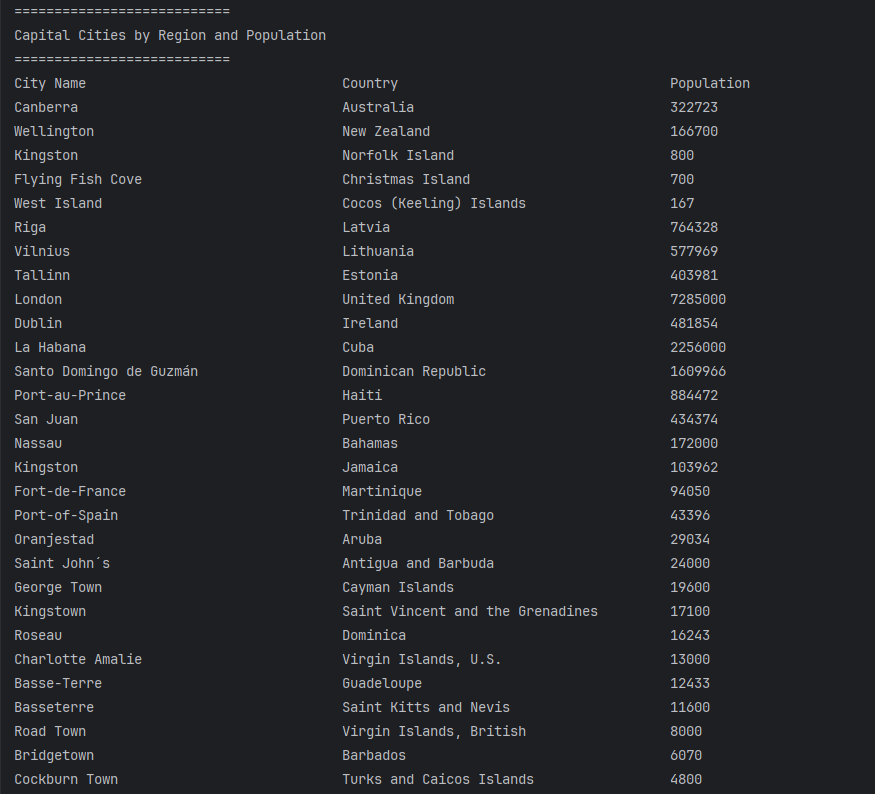 ===========================
Capital Cities by Region and Population
===========================
City Name Country Population
Canberra Australia 322723
Wellington New Zealand 166700
Kingston Norfolk Island 800
Flying Fish Cove Christmas Island 700
West Island Cocos (Keeling) Islands 167
Riga Latvia 764328
Vilnius Lithuania 577969
Tallinn Estonia 403981
London United Kingdom 7285000
Dublin Ireland 481854
La Habana Cuba 2256000
Santo Domingo de Guzmán Dominican Republic 1609966
Port-au-Prince Haiti 884472
San Juan Puerto Rico 434374
Nassau Bahamas 172000
Kingston Jamaica 103962
Fort-de-France Martinique 94050
Port-of-Spain Trinidad and Tobago 43396
Oranjestad Aruba 29034
Saint John´s Antigua and Barbuda 24000
George Town Cayman Islands 19600
Kingstown Saint Vincent and the Grenadines 17100
Roseau Dominica 16243
Charlotte Amalie Virgin Islands, U.S. 13000
Basse-Terre Guadeloupe 12433
Basseterre Saint Kitts and Nevis 11600
Road Town Virgin Islands, British 8000
Bridgetown Barbados 6070
Cockburn Town Turks and Caicos Islands 4800